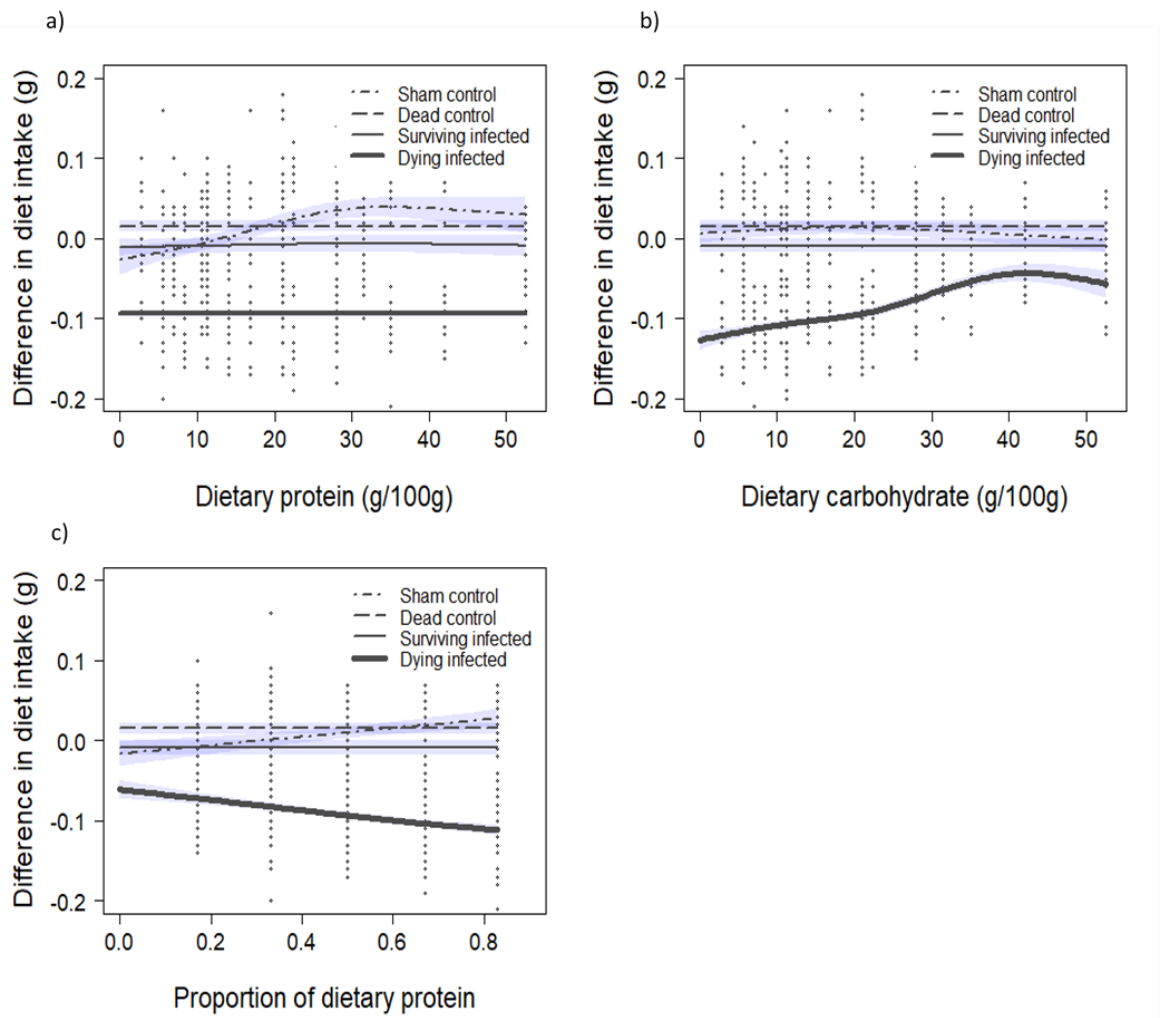 a)
Difference in diet intake (g)
0.2
0.1
0.0
-0.1
-0.2
Sham control
Dead control
Surviving infected
Dying infected
0 10 20 30 40 50
Dietary protein (g/100g)
b)
Difference in diet intake (g)
0.2
0.1
0.0
-0.1
-0.2
Sham control
Dead control
Surviving infected
Dying infected
0 10 20 30 40 50
Dietary carbohydrate (g/100g)
c)
Difference in diet intake (g)
0.2
0.1
0.0
-0.1
-0.2
Sham control
Dead control
Surviving infected
Dying infected
0.0 0.2 0.4 0.6 0.8
Proportion of dietary protein